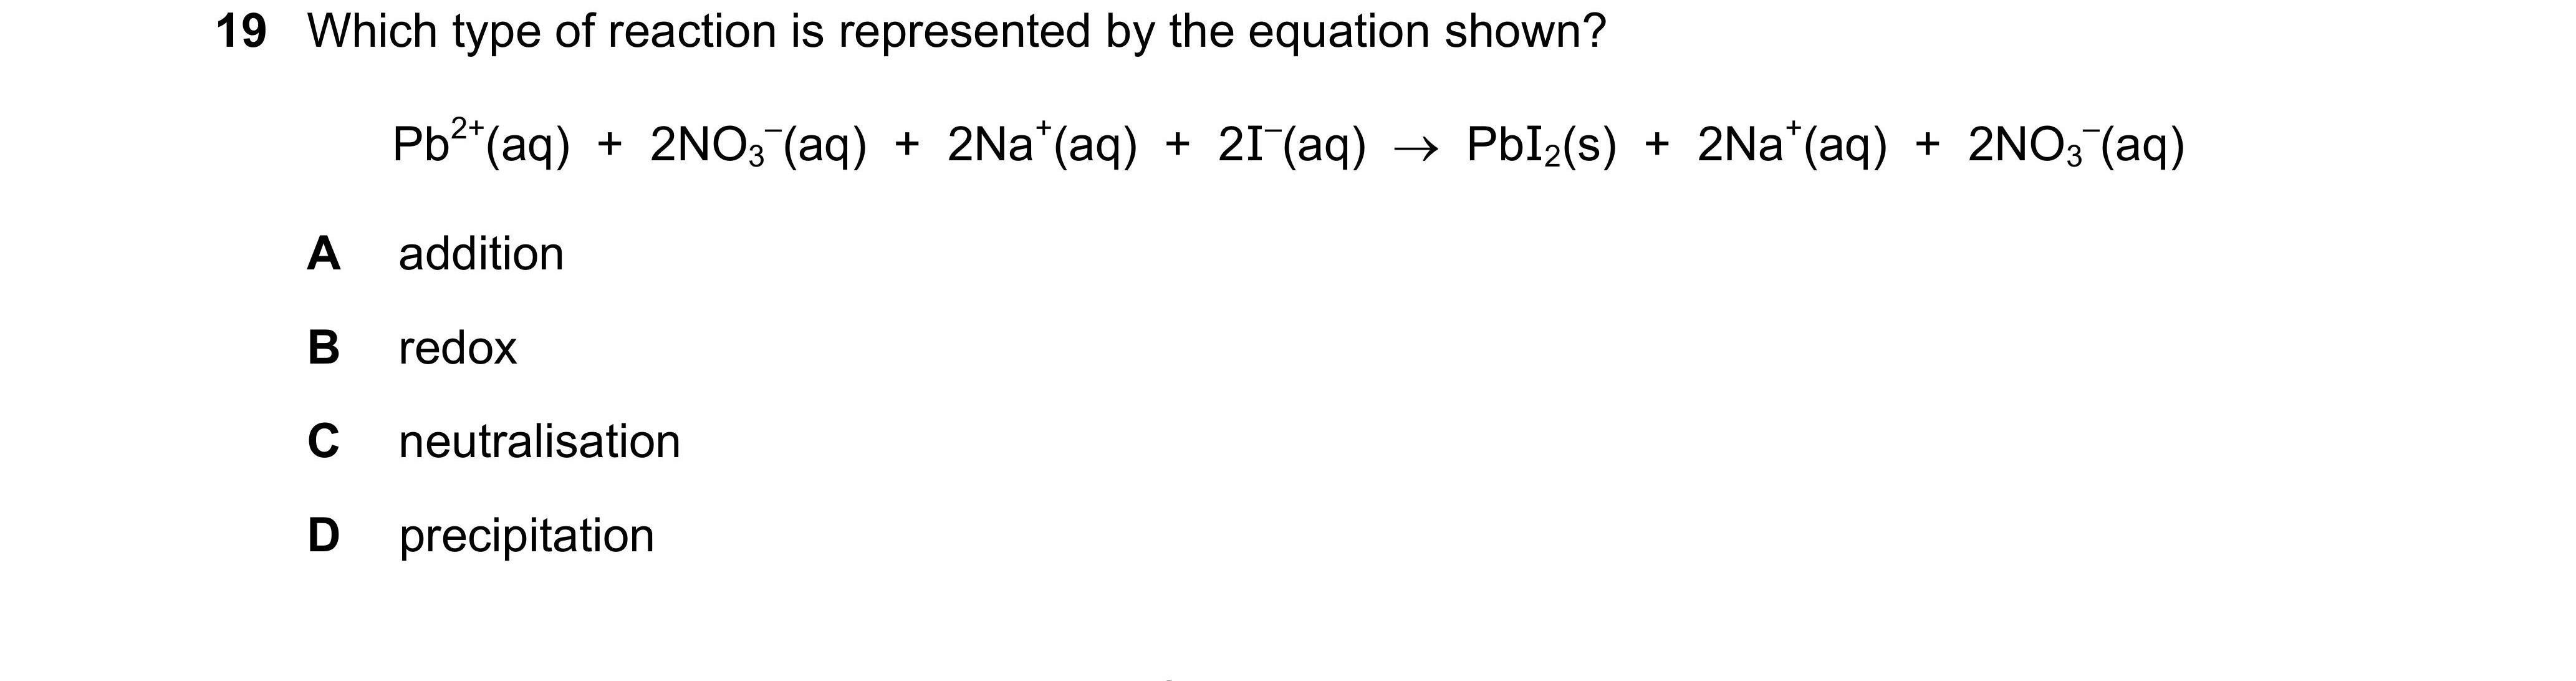 19 Which type of reaction is represented by the equation shown?
Pb²⁺(aq) + 2NO₃⁻(aq) + 2Na⁺(aq) + 2I⁻(aq) → PbI₂(s) + 2Na⁺(aq) + 2NO₃⁻(aq)
A addition
B redox
C neutralisation
D precipitation